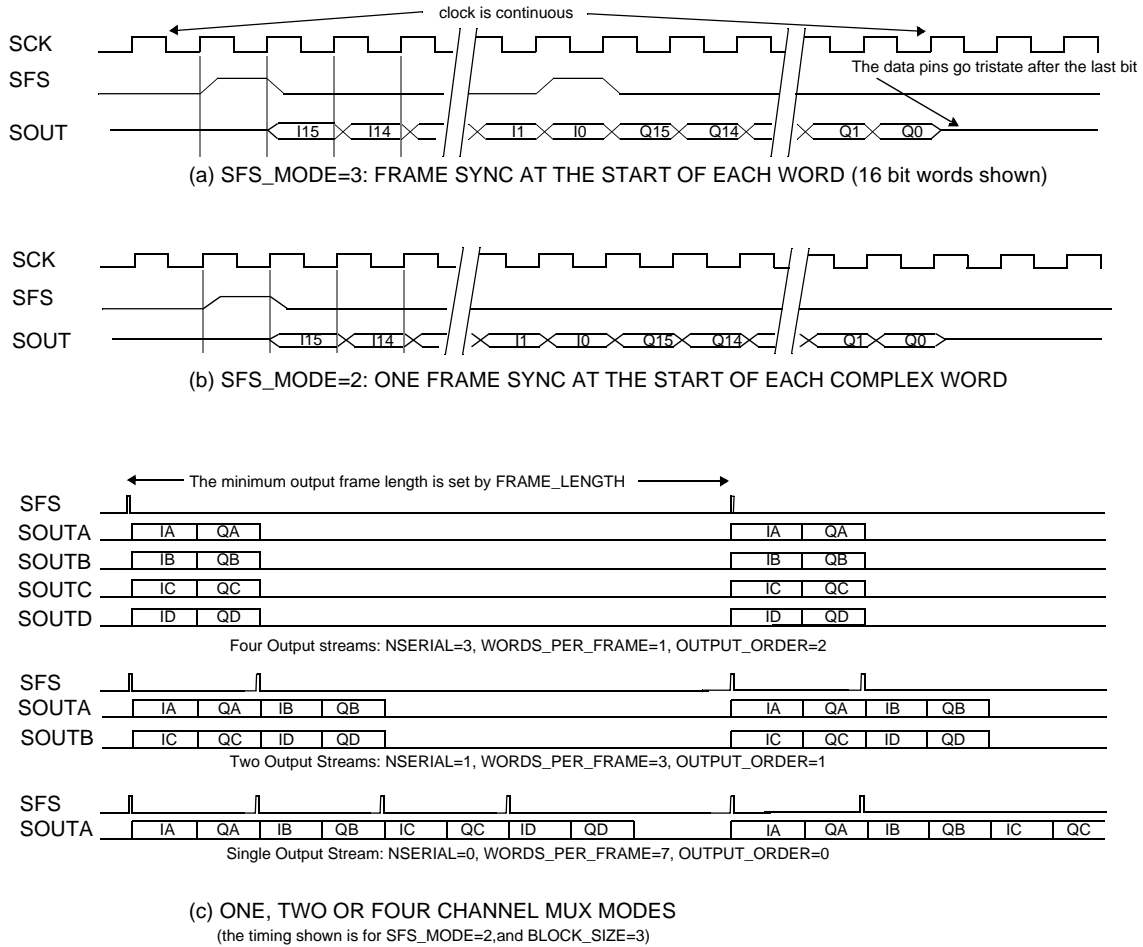 clock is continuous
SCK
SFS
The data pins go tristate after the last bit
SOUT I15 I14 I1 I0 Q15 Q14 Q1 Q0
(a) SFS_MODE=3: FRAME SYNC AT THE START OF EACH WORD (16 bit words shown)
SCK
SFS
SOUT I15 I14 I1 I0 Q15 Q14 Q1 Q0
(b) SFS_MODE=2: ONE FRAME SYNC AT THE START OF EACH COMPLEX WORD
The minimum output frame length is set by FRAME_LENGTH
SFS
SOUTA IA QA IA QA
SOUTB IB QB IB QB
SOUTC IC QC IC QC
SOUTD ID QD ID QD
Four Output streams: NSERIAL=3, WORDS_PER_FRAME=1, OUTPUT_ORDER=2
SFS
SOUTA IA QA IB QB IA QA IB QB
SOUTB IC QC ID QD IC QC ID QD
Two Output Streams: NSERIAL=1, WORDS_PER_FRAME=3, OUTPUT_ORDER=1
SFS
SOUTA IA QA IB QB IC QC ID QD IA QA IB QB IC QC
Single Output Stream: NSERIAL=0, WORDS_PER_FRAME=7, OUTPUT_ORDER=0
(c) ONE, TWO OR FOUR CHANNEL MUX MODES
(the timing shown is for SFS_MODE=2,and BLOCK_SIZE=3)